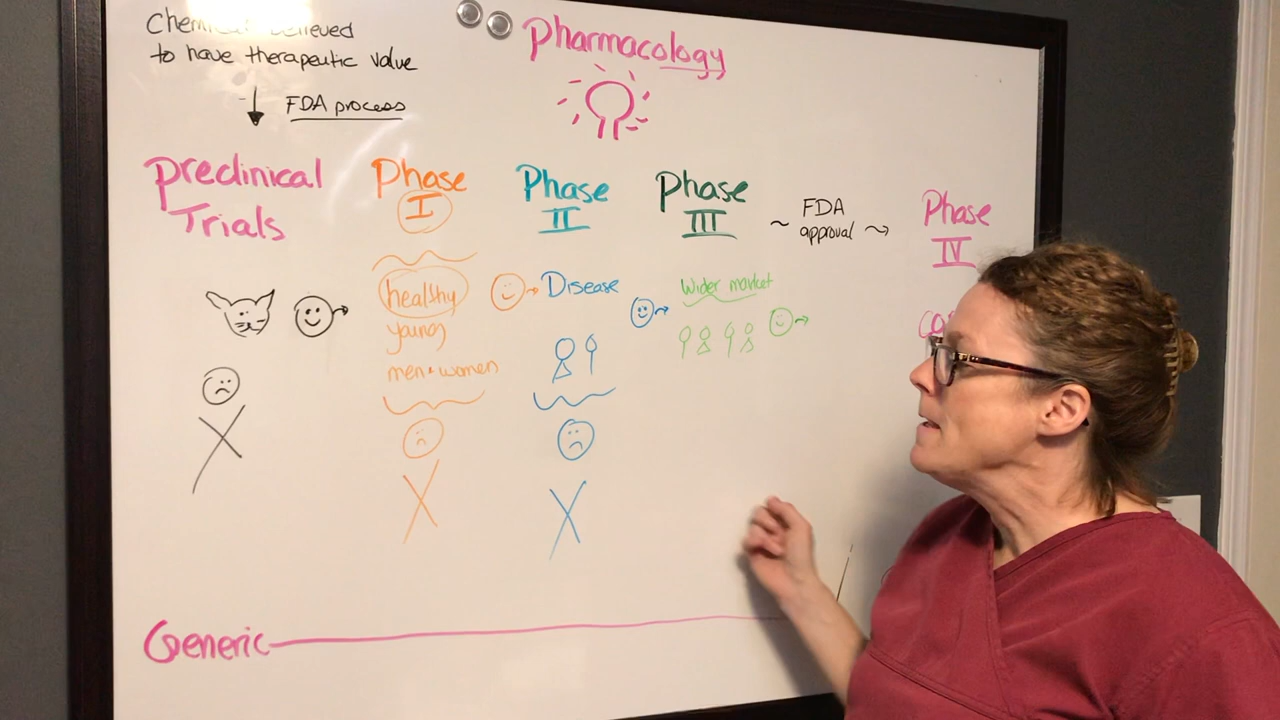 believed
to have therapeutic value
FDA process
Pharmacology
Preclinical
Trials
Phase
I
healthy
young
men + women
Phase
II
Disease
Phase
III
Wider market
FDA
approval
Phase
IV
Generic